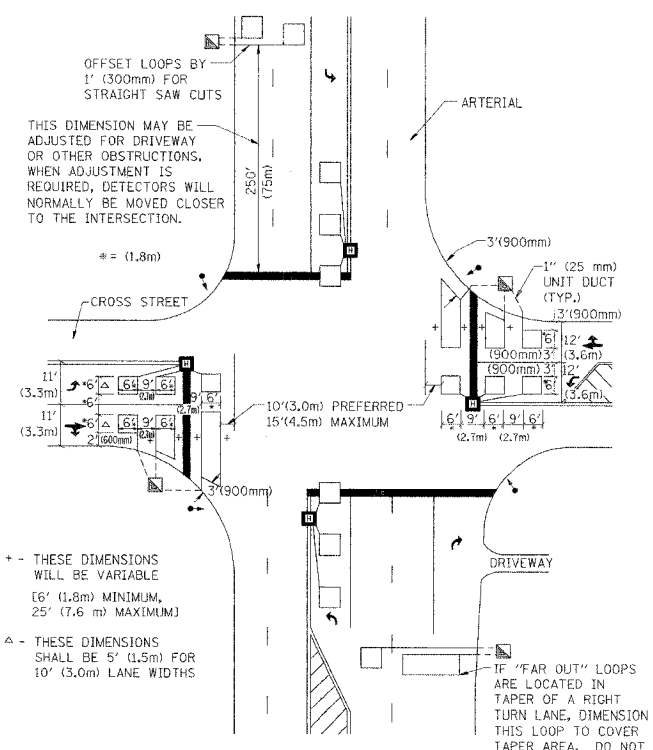 OFFSET LOOPS BY
1' (300mm) FOR
STRAIGHT SAW CUTS
THIS DIMENSION MAY BE
ADJUSTED FOR DRIVEWAY
OR OTHER OBSTRUCTIONS.
WHEN ADJUSTMENT IS
REQUIRED, DETECTORS WILL
NORMALLY BE MOVED CLOSER
TO THE INTERSECTION.
250'
(75m)
* = (1.8m)
ARTERIAL
H
3'(900mm)
1" (25 mm)
UNIT DUCT
(TYP.)
3'(900mm)
CROSS STREET
+ + +
*6'
12'
(3.6m)
(900mm) 3'
(900mm) 3'
12'
*6'
(3.6m)
H
6' 9' 6' 9' 6'
* * *
(2.7m) (2.7m)
H
11'
(3.3m)
*6' △ 6' 9' 6'
(2.7m)
*6'
9' 6'
(2.7m) *
11'
(3.3m)
*6' △ 6' 9' 6'
(2.7m)
2' (600mm)
+ + +
10'(3.0m) PREFERRED
15'(4.5m) MAXIMUM
3'(900mm)
H
DRIVEWAY
+ - THESE DIMENSIONS
WILL BE VARIABLE
[6' (1.8m) MINIMUM,
25' (7.6 m) MAXIMUM]
△ - THESE DIMENSIONS
SHALL BE 5' (1.5m) FOR
10' (3.0m) LANE WIDTHS
IF "FAR OUT" LOOPS
ARE LOCATED IN
TAPER OF A RIGHT
TURN LANE, DIMENSION
THIS LOOP TO COVER
TAPER AREA. DO NOT